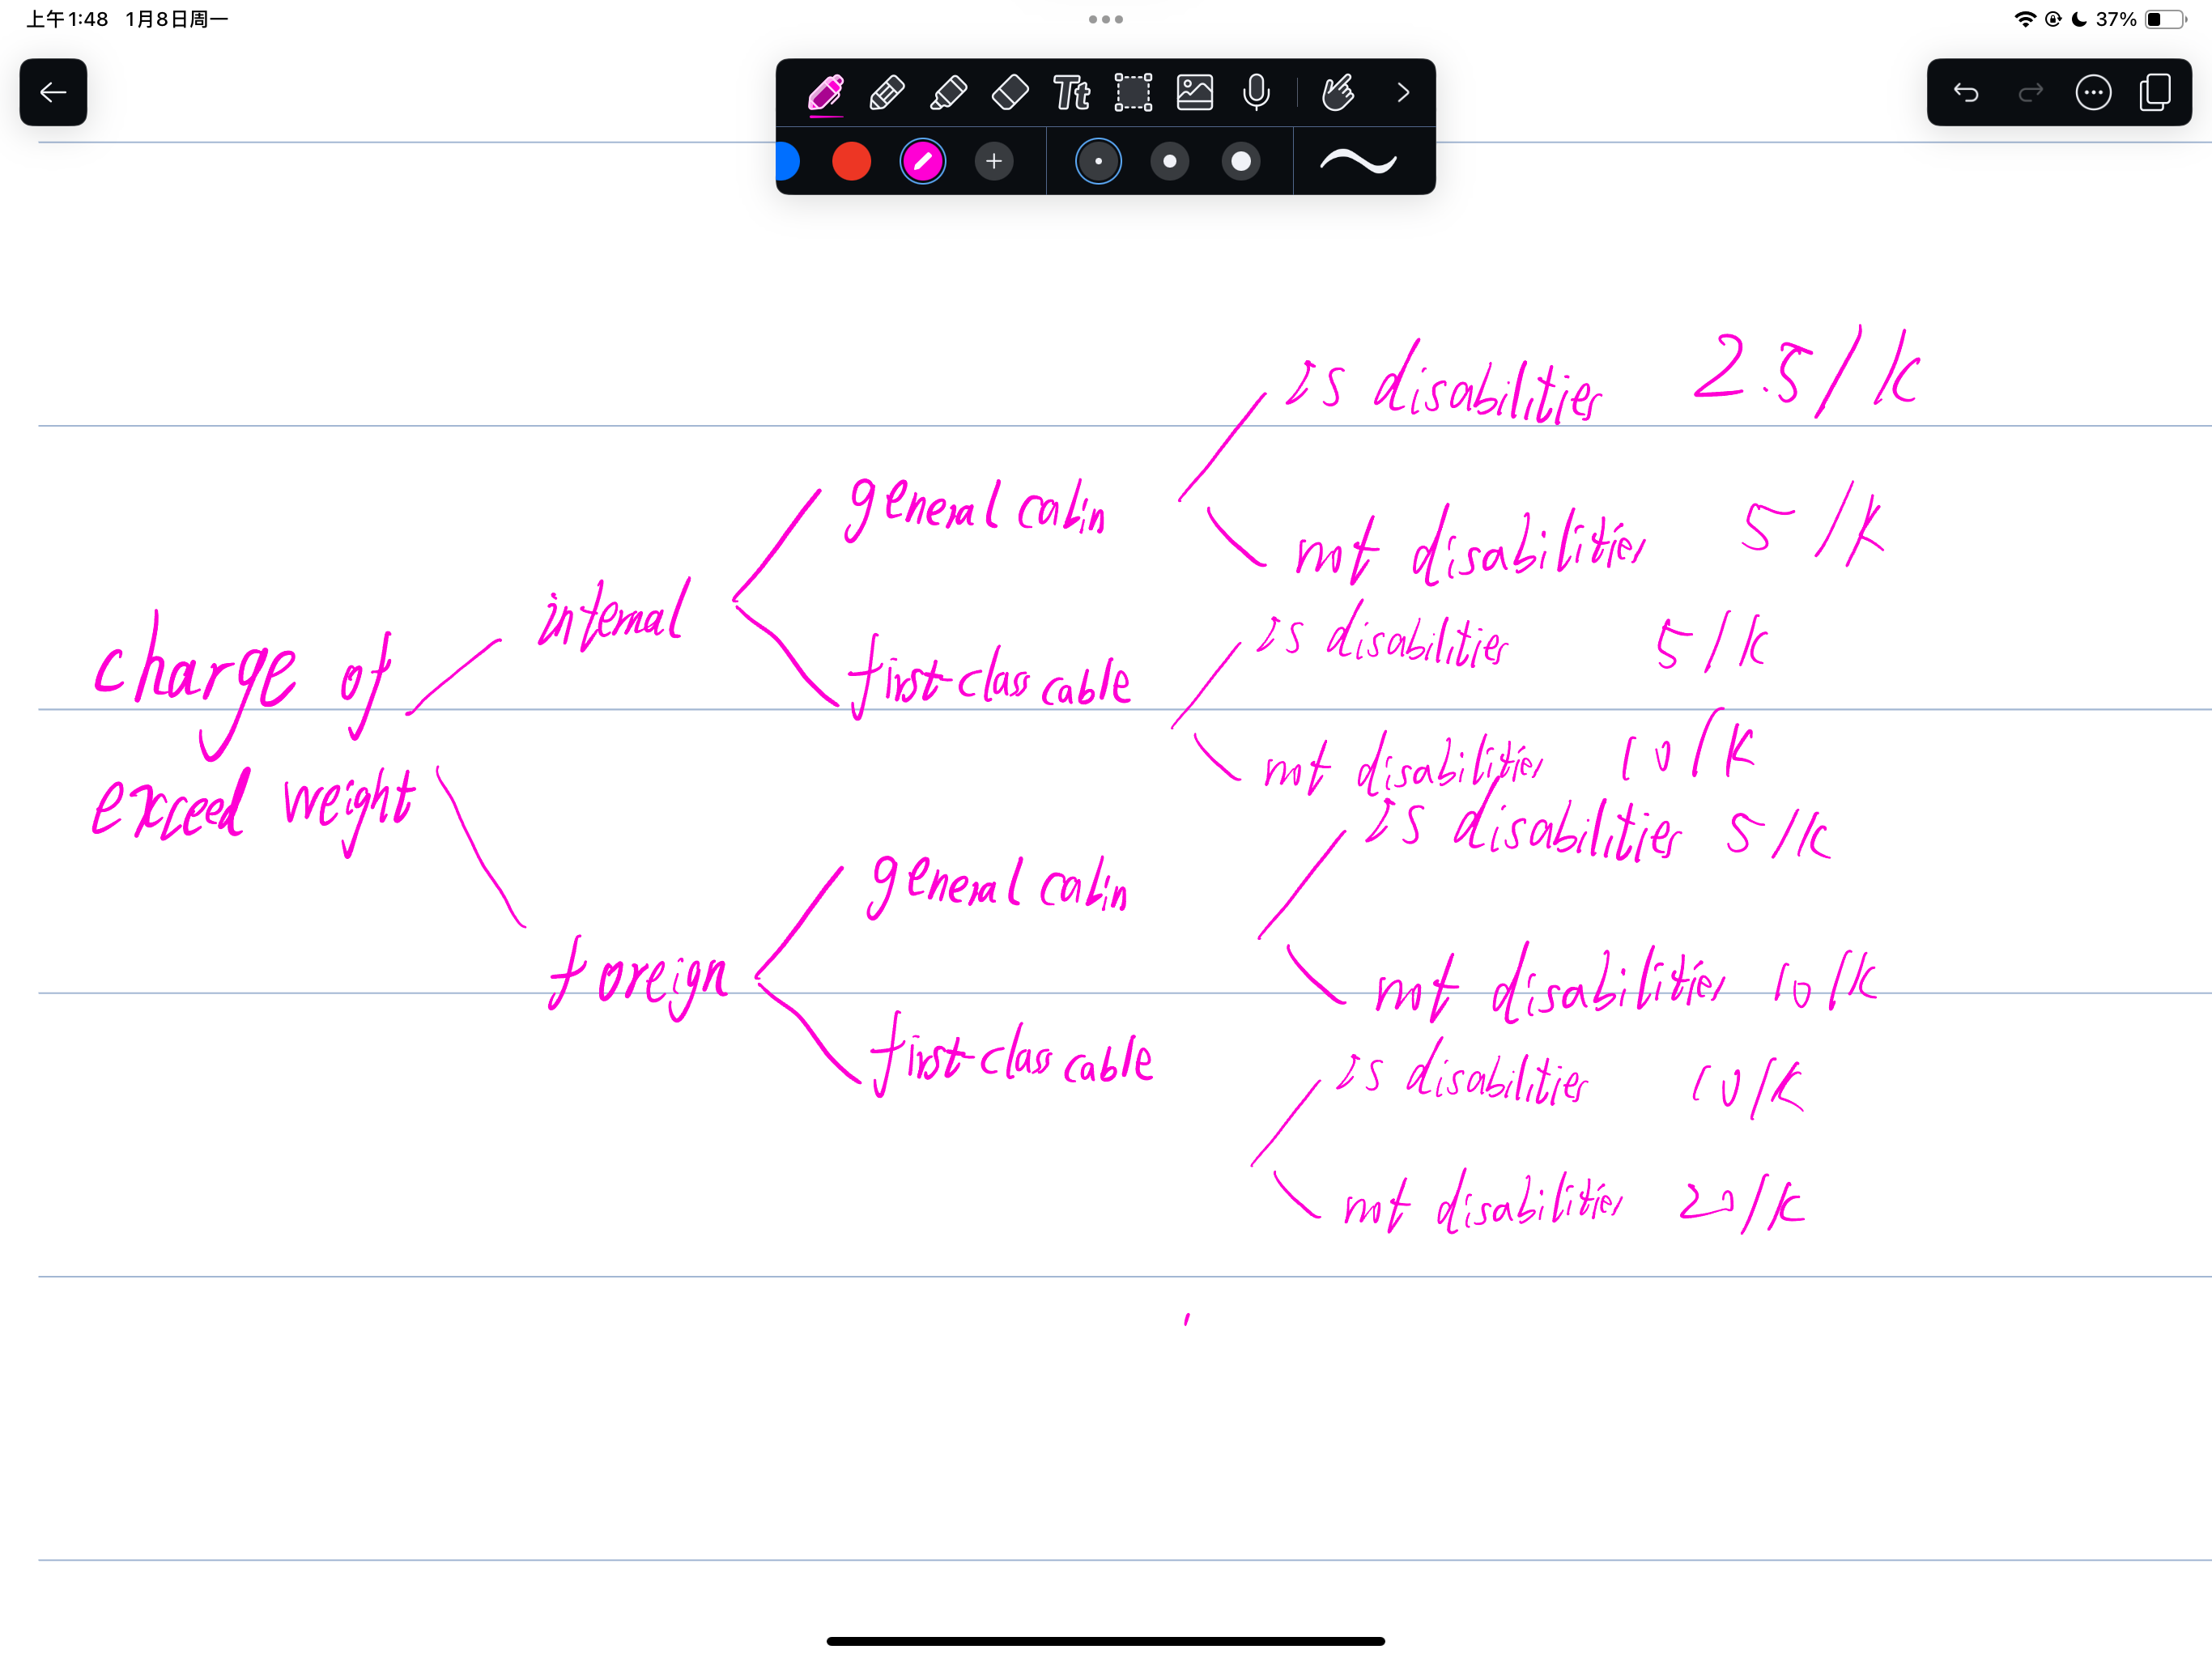 上午1:48 1月8日周一
37%
Tt
is disabilities 2.5/k
general cabin
not disabilities 5/k
internal
is disabilities 5/k
charge of
first-class cable
not disabilities 10/k
exceed weight
is disabilities 5/k
general cabin
foreign
not disabilities 10/k
first-class cable
is disabilities 10/k
not disabilities 20/k